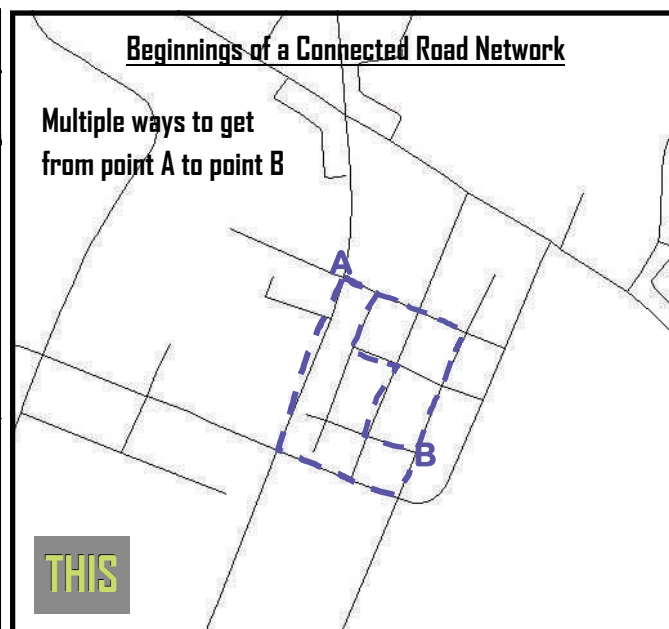 Beginnings of a Connected Road Network
Multiple ways to get
from point A to point B
A
B
THIS